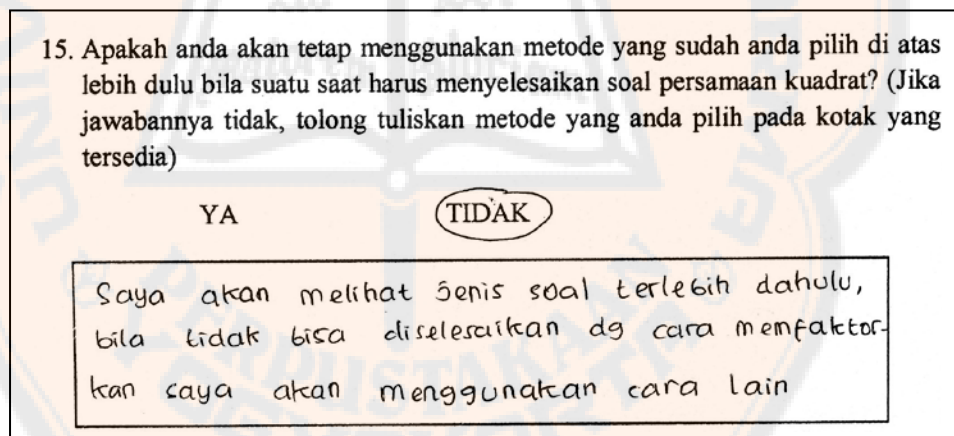 15. Apakah anda akan tetap menggunakan metode yang sudah anda pilih di atas
lebih dulu bila suatu saat harus menyelesaikan soal persamaan kuadrat? (Jika
jawabannya tidak, tolong tuliskan metode yang anda pilih pada kotak yang
tersedia)
YA TIDAK
Saya akan melihat jenis soal terlebih dahulu,
bila tidak bisa diselesaikan dg cara memfaktor-
kan saya akan menggunakan cara lain